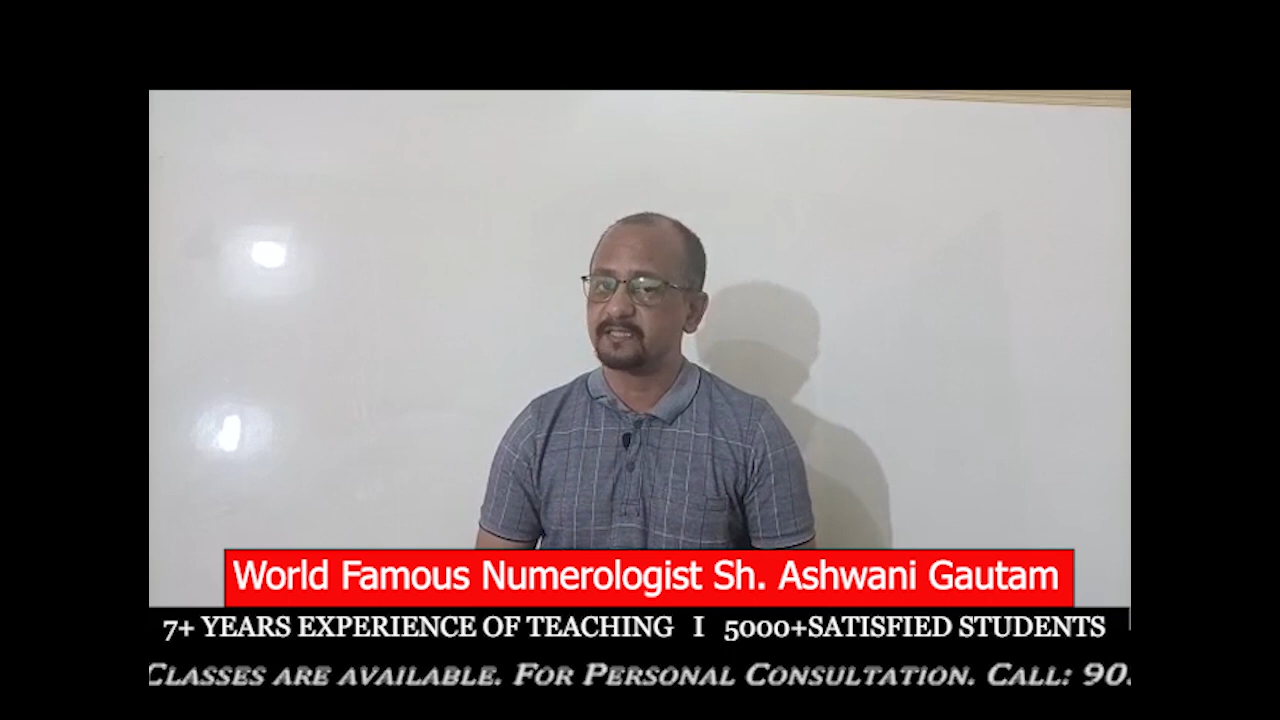 World Famous Numerologist Sh. Ashwani Gautam
7+ YEARS EXPERIENCE OF TEACHING I 5000+SATISFIED STUDENTS
CLASSES ARE AVAILABLE. FOR PERSONAL CONSULTATION. CALL: 90